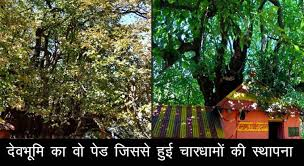 देवभूमि का वो पेड जिससे हुई चारधामों की स्थापना